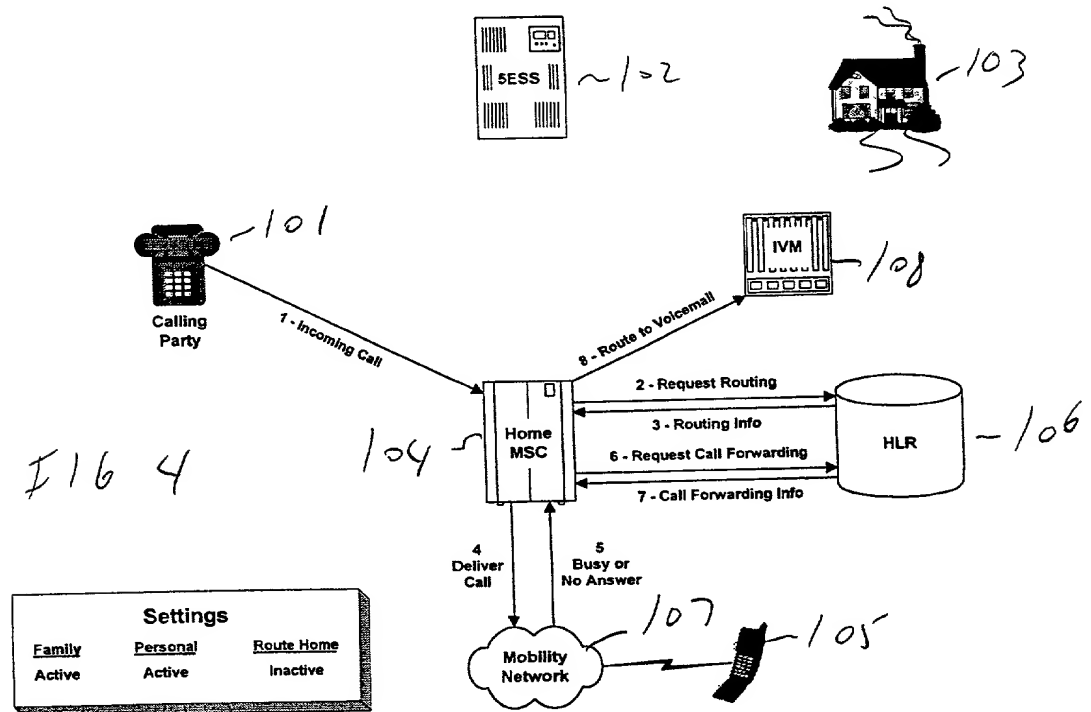 5ESS
102
103
101
Calling
Party
1 - Incoming Call
IVM
108
8 - Route to Voicemail
Home
MSC
104
2 - Request Routing
3 - Routing Info
6 - Request Call Forwarding
7 - Call Forwarding Info
HLR
106
FIG 4
4
Deliver
Call
5
Busy or
No Answer
Mobility
Network
107
105
Settings
Family Personal Route Home
Active Active Inactive